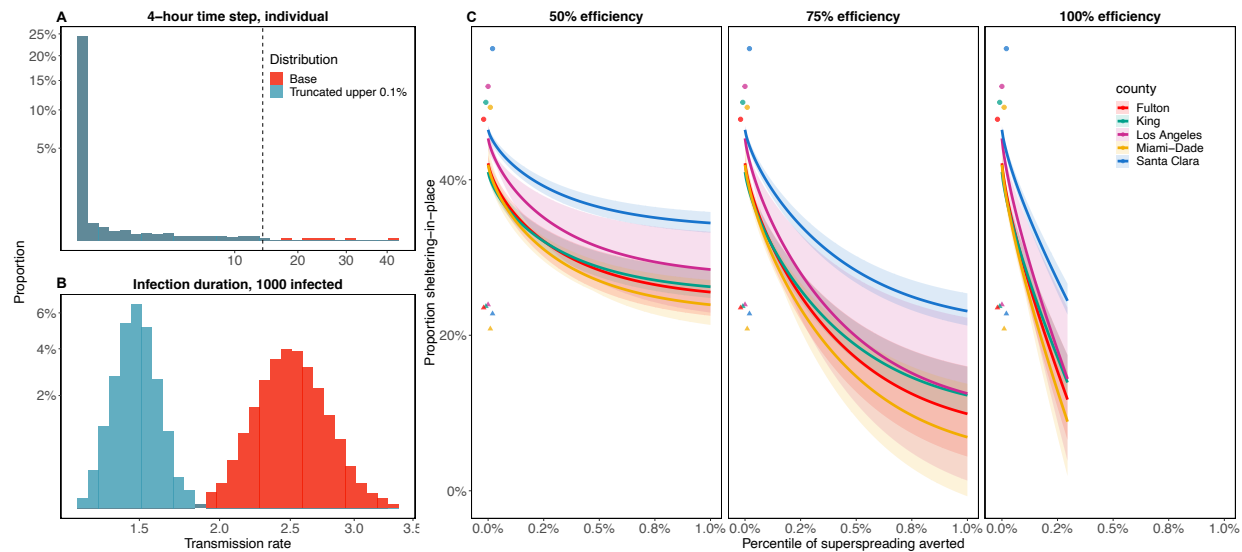 A
4−hour time step, individual
25%
20%
15%
10%
5%
Distribution
Base
Truncated upper 0.1%
10
20
30
40
Proportion
B
Infection duration, 1000 infected
6%
4%
2%
1.5
2.0
2.5
3.0
3.5
Transmission rate
C
50% efficiency
75% efficiency
100% efficiency
county
Fulton
King
Los Angeles
Miami−Dade
Santa Clara
Proportion sheltering−in−place
40%
20%
0%
0.0%
0.2%
0.5%
0.8%
1.0%
0.0%
0.2%
0.5%
0.8%
1.0%
0.0%
0.2%
1.0%
Percentile of superspreading averted